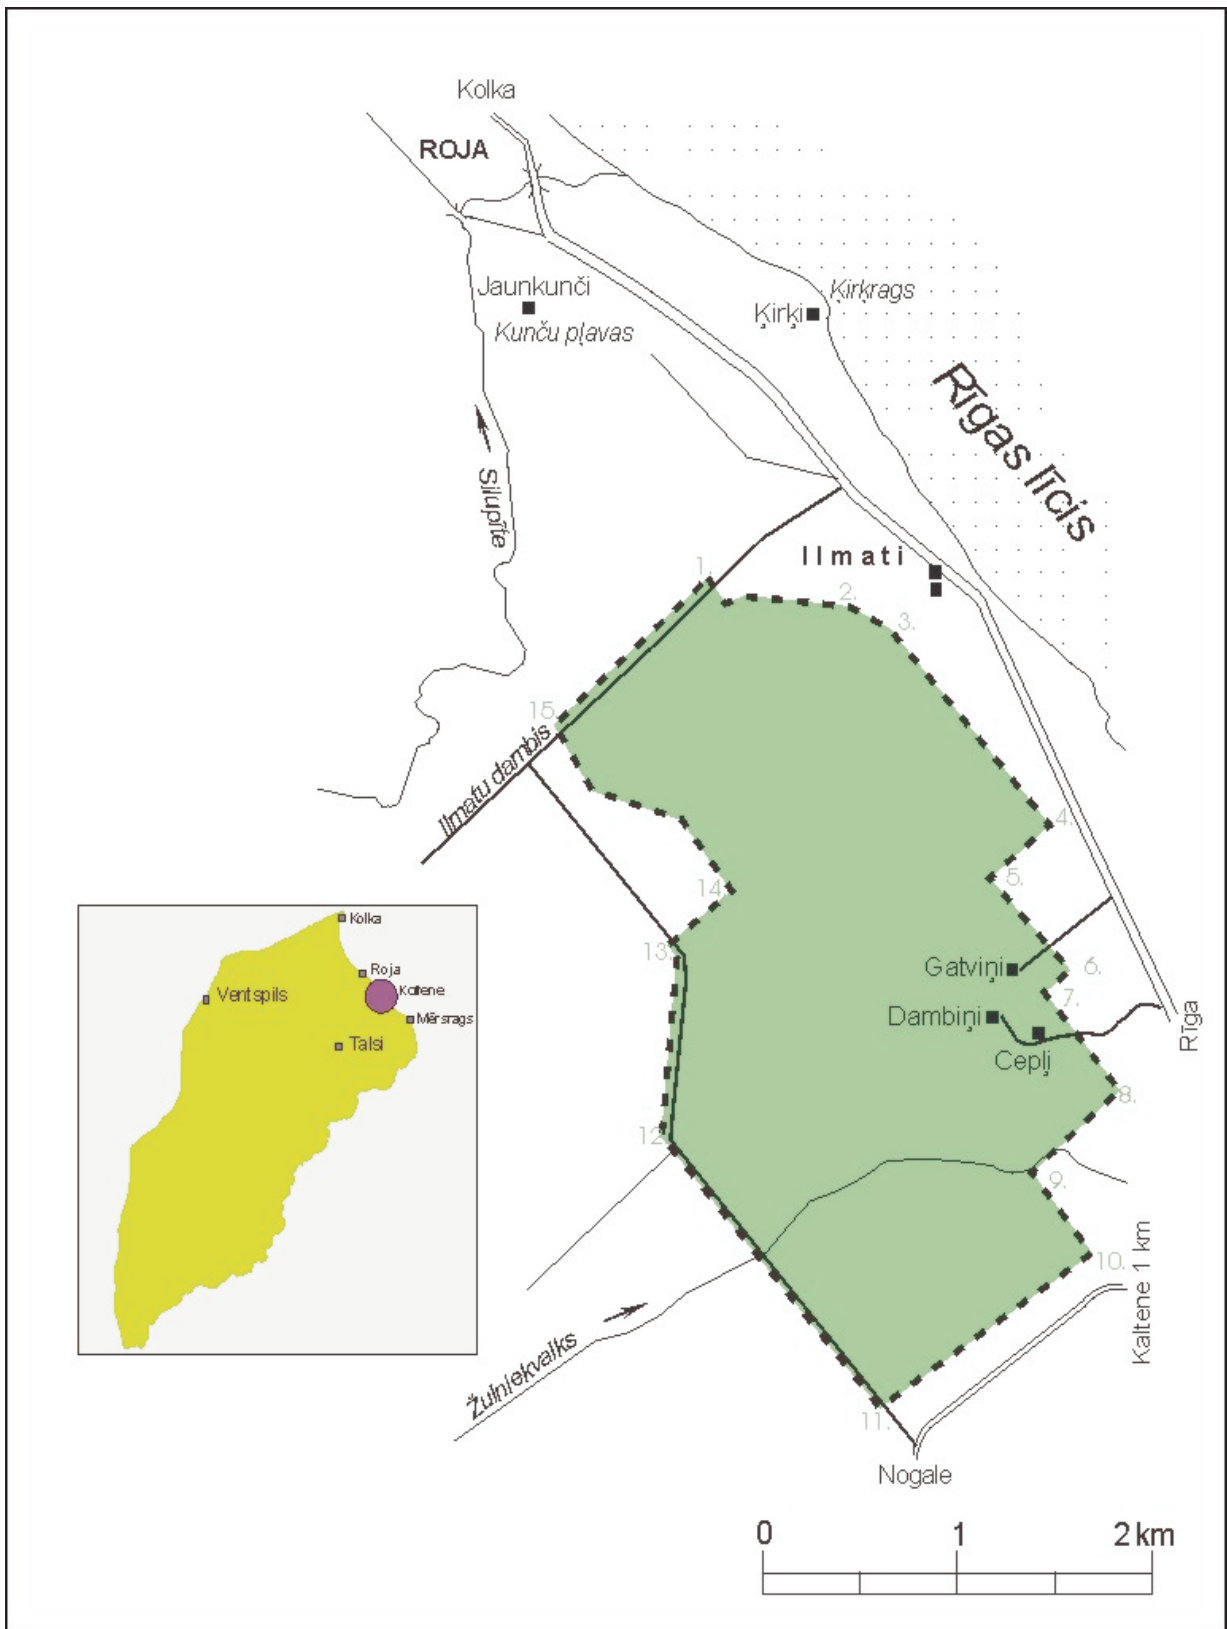 Kolka
ROJA
Jaunkunči
Kunču pļavas
Ķirķi
Ķirķrags
Rīgas līcis
Silupīte
Ilmati
1.
2.
3.
15.
Ilmatu dambis
4.
14.
5.
13.
Gatviņi
6.
7.
Dambiņi
Cepļi
Rīga
8.
12.
9.
10.
Kaltene 1 km
Žulniekvalks
11.
Nogale
Kolka
Roja
Kaltene
Ventspils
Mērsrags
Talsi
0 1 2 km